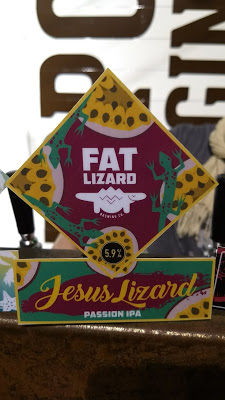 FAT
LIZARD
BREWING CO.
5.9%
Jesus Lizard
PASSION IPA